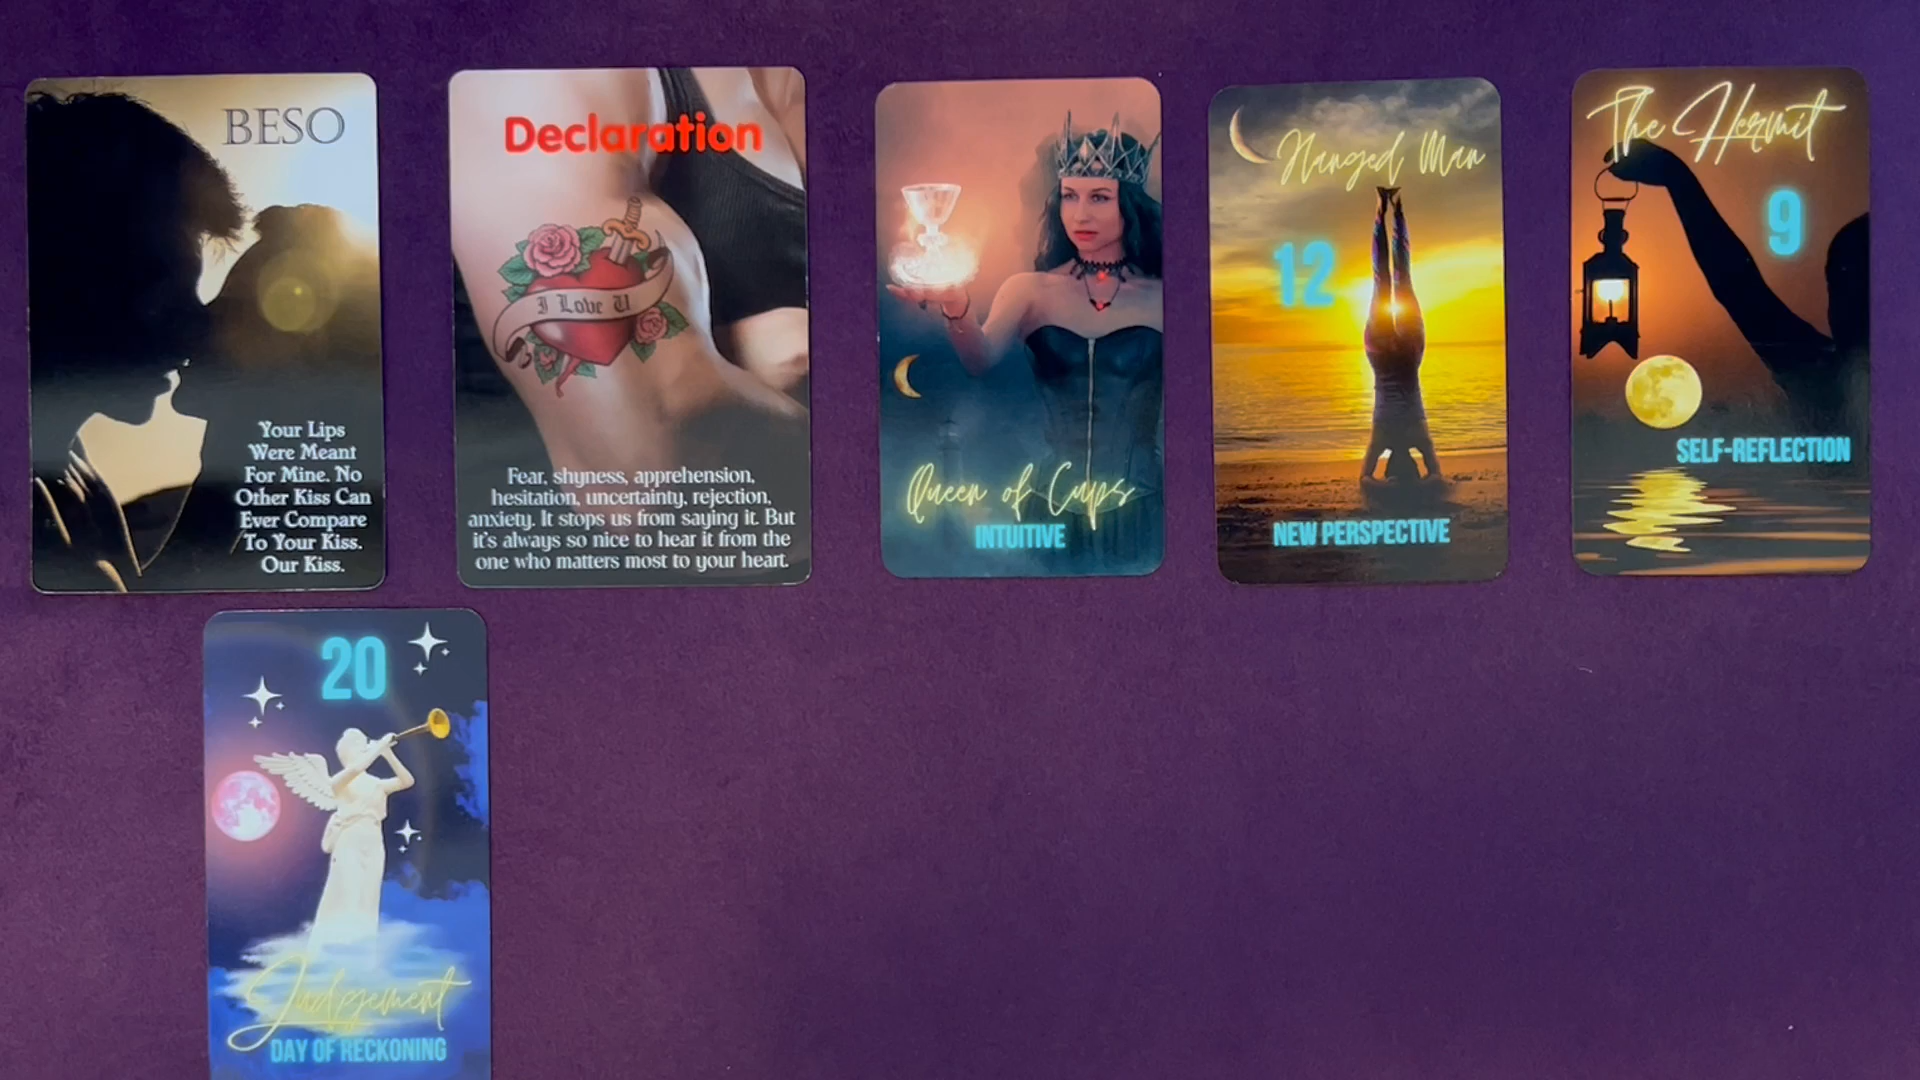 BESO
Your Lips
Were Meant
For Mine. No
Other Kiss Can
Ever Compare
To Your Kiss.
Our Kiss.
Declaration
I Love U
Fear, shyness, apprehension,
hesitation, uncertainty, rejection,
anxiety. It stops us from saying it. But
it's always so nice to hear it from the
one who matters most to your heart.
Queen of Cups
INTUITIVE
Hanged Man
12
NEW PERSPECTIVE
The Hermit
9
SELF-REFLECTION
20
Judgement
DAY OF RECKONING